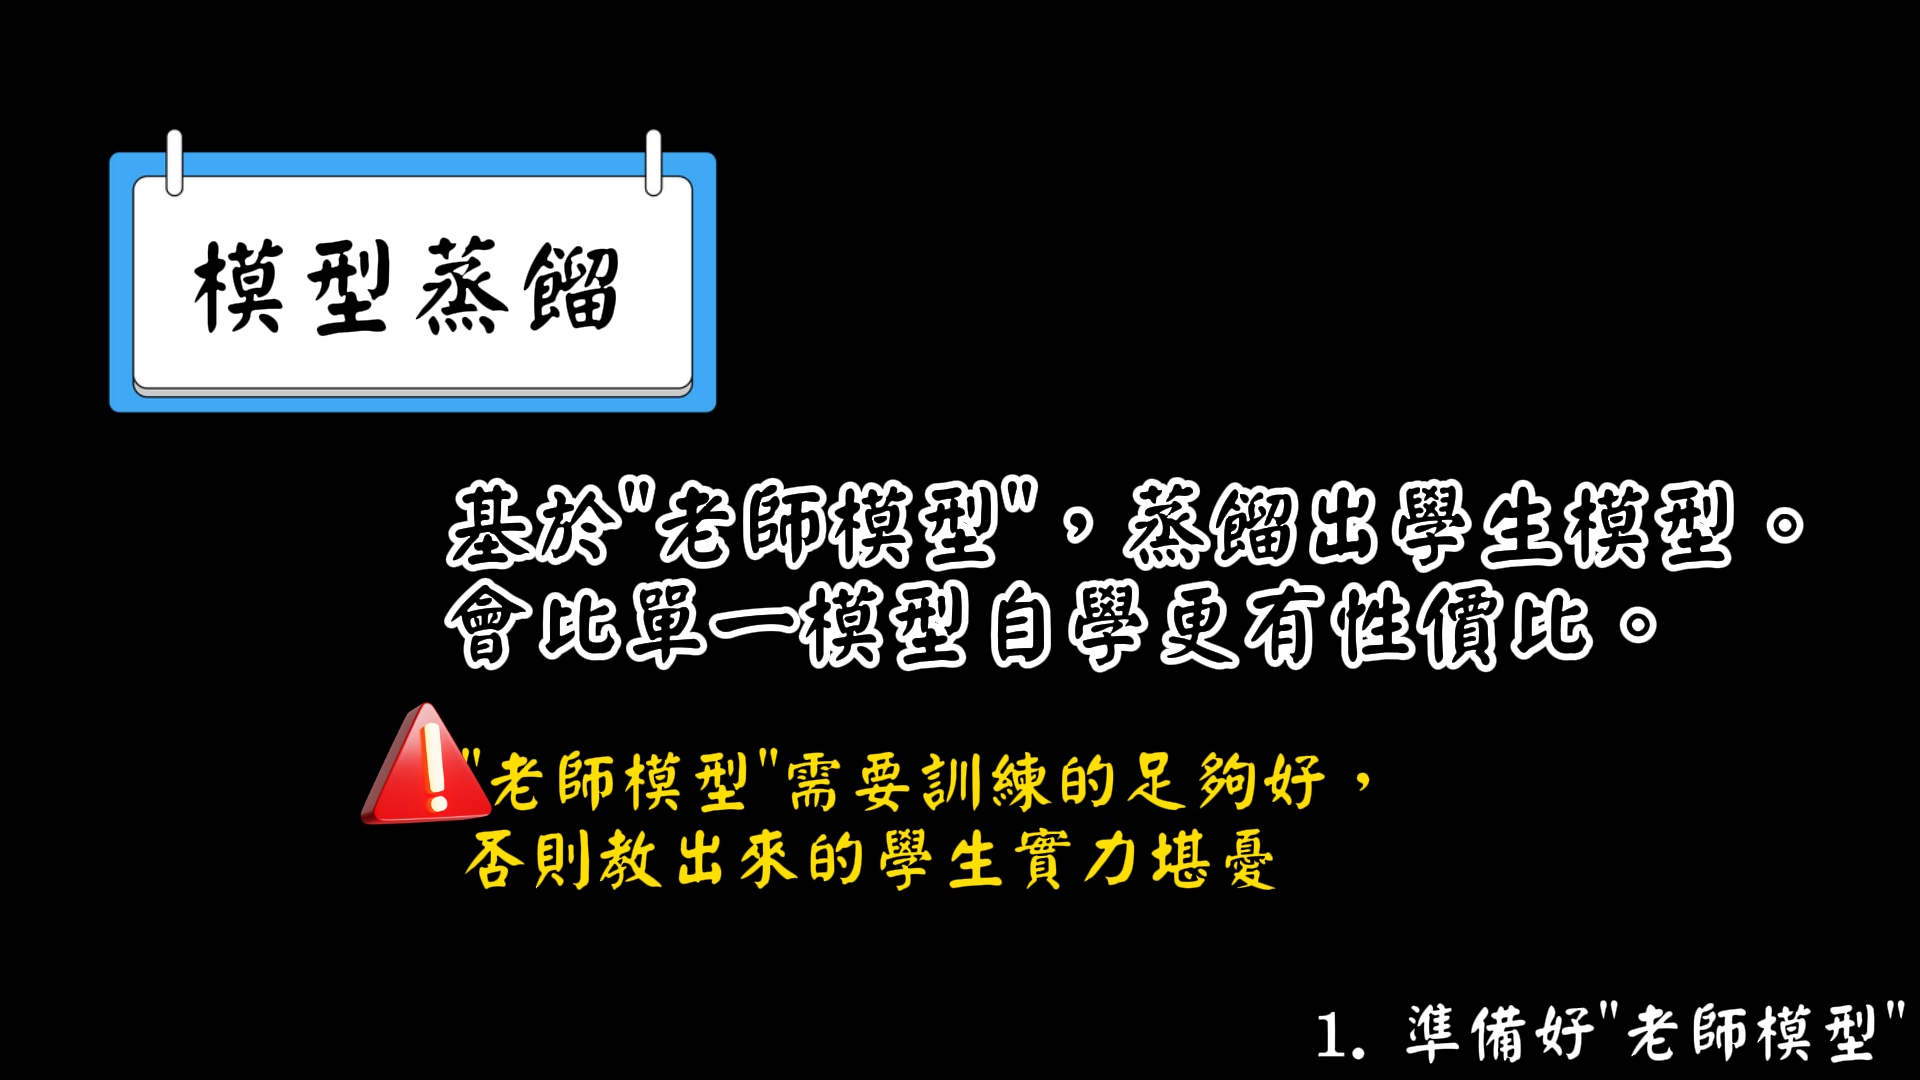 模型蒸餾
基於"老師模型"，蒸餾出學生模型。
會比單一模型自學更有性價比。
"老師模型"需要訓練的足夠好，
否則教出來的學生實力堪憂
1. 準備好"老師模型"